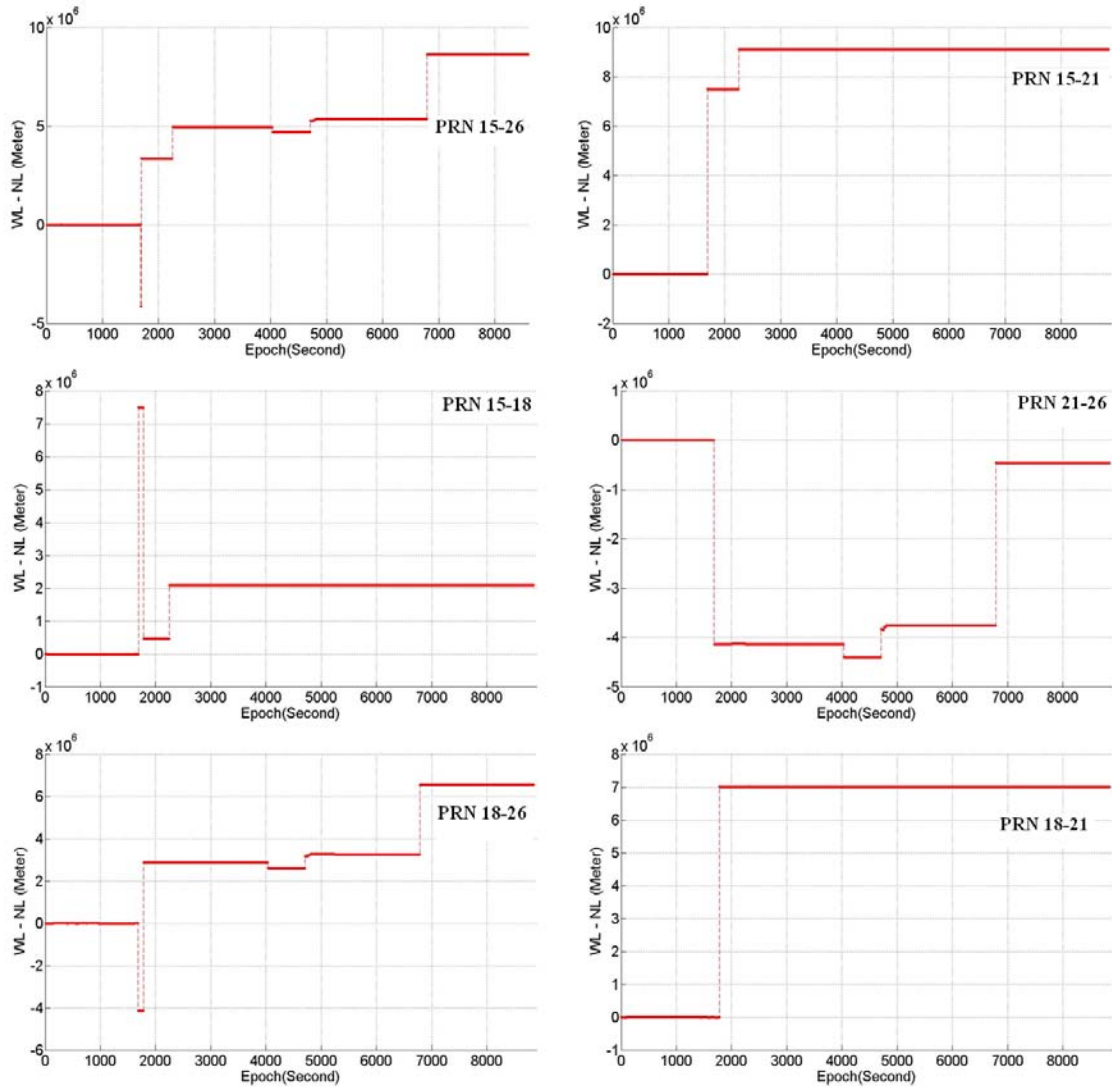 x 10⁶
10
5
0
-5
WL - NL (Meter)
PRN 15-26
0 1000 2000 3000 4000 5000 6000 7000 8000
Epoch(Second)
x 10⁶
10
8
6
4
2
0
-2
WL - NL (Meter)
PRN 15-21
0 1000 2000 3000 4000 5000 6000 7000 8000
Epoch(Second)
x 10⁶
8
7
6
5
4
3
2
1
0
-1
WL - NL (Meter)
PRN 15-18
0 1000 2000 3000 4000 5000 6000 7000 8000
Epoch(Second)
x 10⁶
1
0
-1
-2
-3
-4
-5
WL - NL (Meter)
PRN 21-26
0 1000 2000 3000 4000 5000 6000 7000 8000
Epoch(Second)
x 10⁶
8
6
4
2
0
-2
-4
-6
WL - NL (Meter)
PRN 18-26
0 1000 2000 3000 4000 5000 6000 7000 8000
Epoch(Second)
x 10⁶
8
7
6
5
4
3
2
1
0
-1
WL - NL (Meter)
PRN 18-21
0 1000 2000 3000 4000 5000 6000 7000 8000
Epoch(Second)